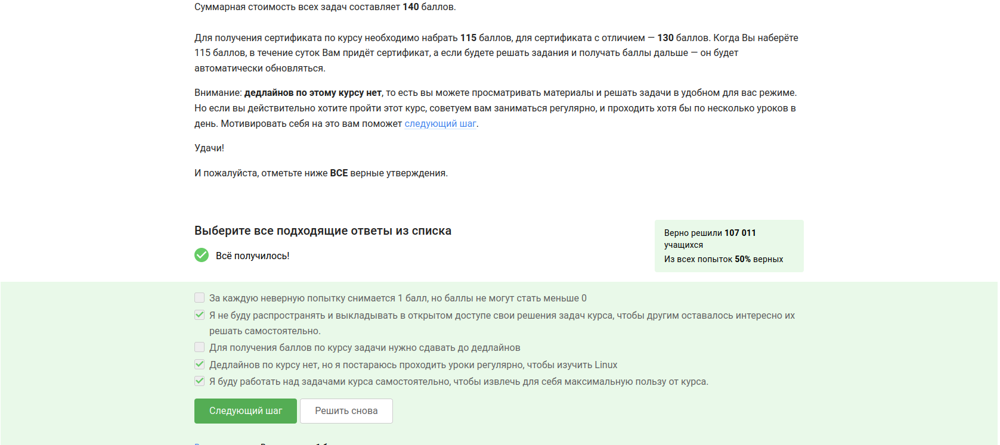 Суммарная стоимость всех задач составляет 140 баллов.
Для получения сертификата по курсу необходимо набрать 115 баллов, для сертификата с отличием — 130 баллов. Когда Вы наберёте
115 баллов, в течение суток Вам придёт сертификат, а если будете решать задания и получать баллы дальше — он будет
автоматически обновляться.
Внимание: дедлайнов по этому курсу нет, то есть вы можете просматривать материалы и решать задачи в удобном для вас режиме.
Но если вы действительно хотите пройти этот курс, советуем вам заниматься регулярно, и проходить хотя бы по несколько уроков в
день. Мотивировать себя на это вам поможет следующий шаг.
Удачи!
И пожалуйста, отметьте ниже ВСЕ верные утверждения.
Выберите все подходящие ответы из списка
Всё получилось!
Верно решили 107 011
учащихся
Из всех попыток 50% верных
За каждую неверную попытку снимается 1 балл, но баллы не могут стать меньше 0
Я не буду распространять и выкладывать в открытом доступе свои решения задач курса, чтобы другим оставалось интересно их
решать самостоятельно.
Для получения баллов по курсу задачи нужно сдавать до дедлайнов
Дедлайнов по курсу нет, но я постараюсь проходить уроки регулярно, чтобы изучить Linux
Я буду работать над задачами курса самостоятельно, чтобы извлечь для себя максимальную пользу от курса.
Следующий шаг
Решить снова